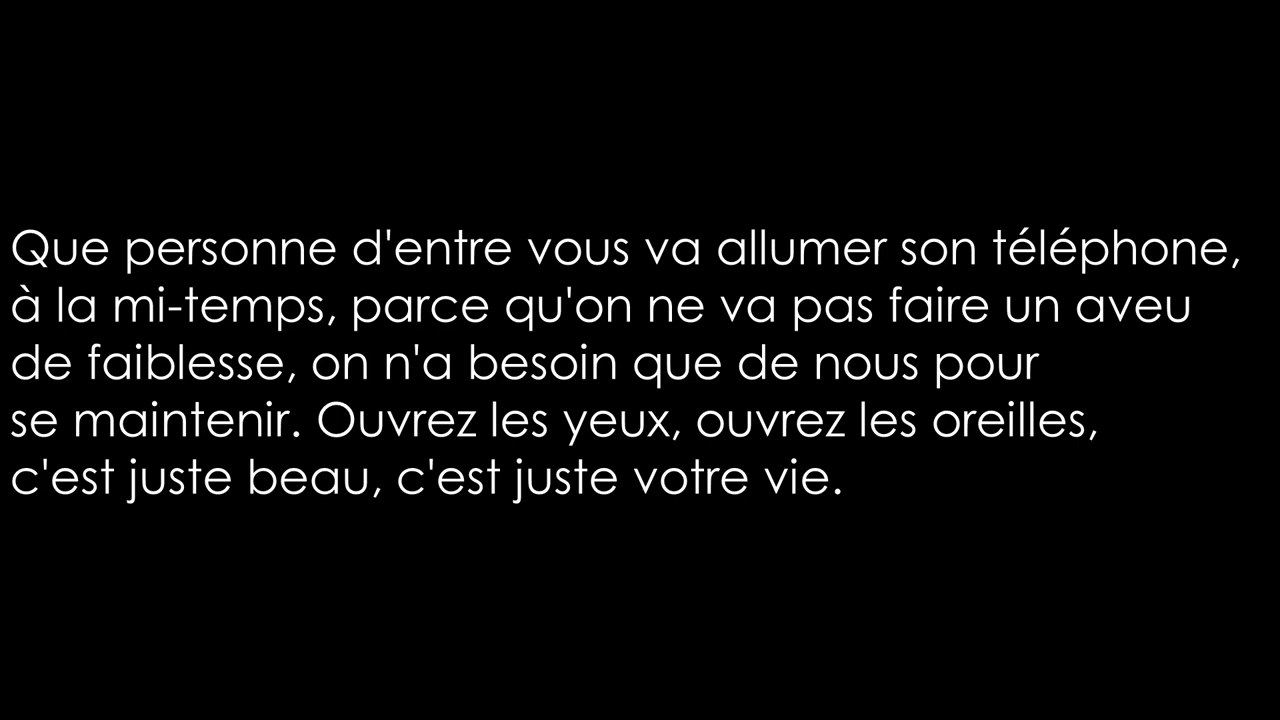 Que personne d'entre vous va allumer son téléphone,
à la mi-temps, parce qu'on ne va pas faire un aveu
de faiblesse, on n'a besoin que de nous pour
se maintenir. Ouvrez les yeux, ouvrez les oreilles,
c'est juste beau, c'est juste votre vie.